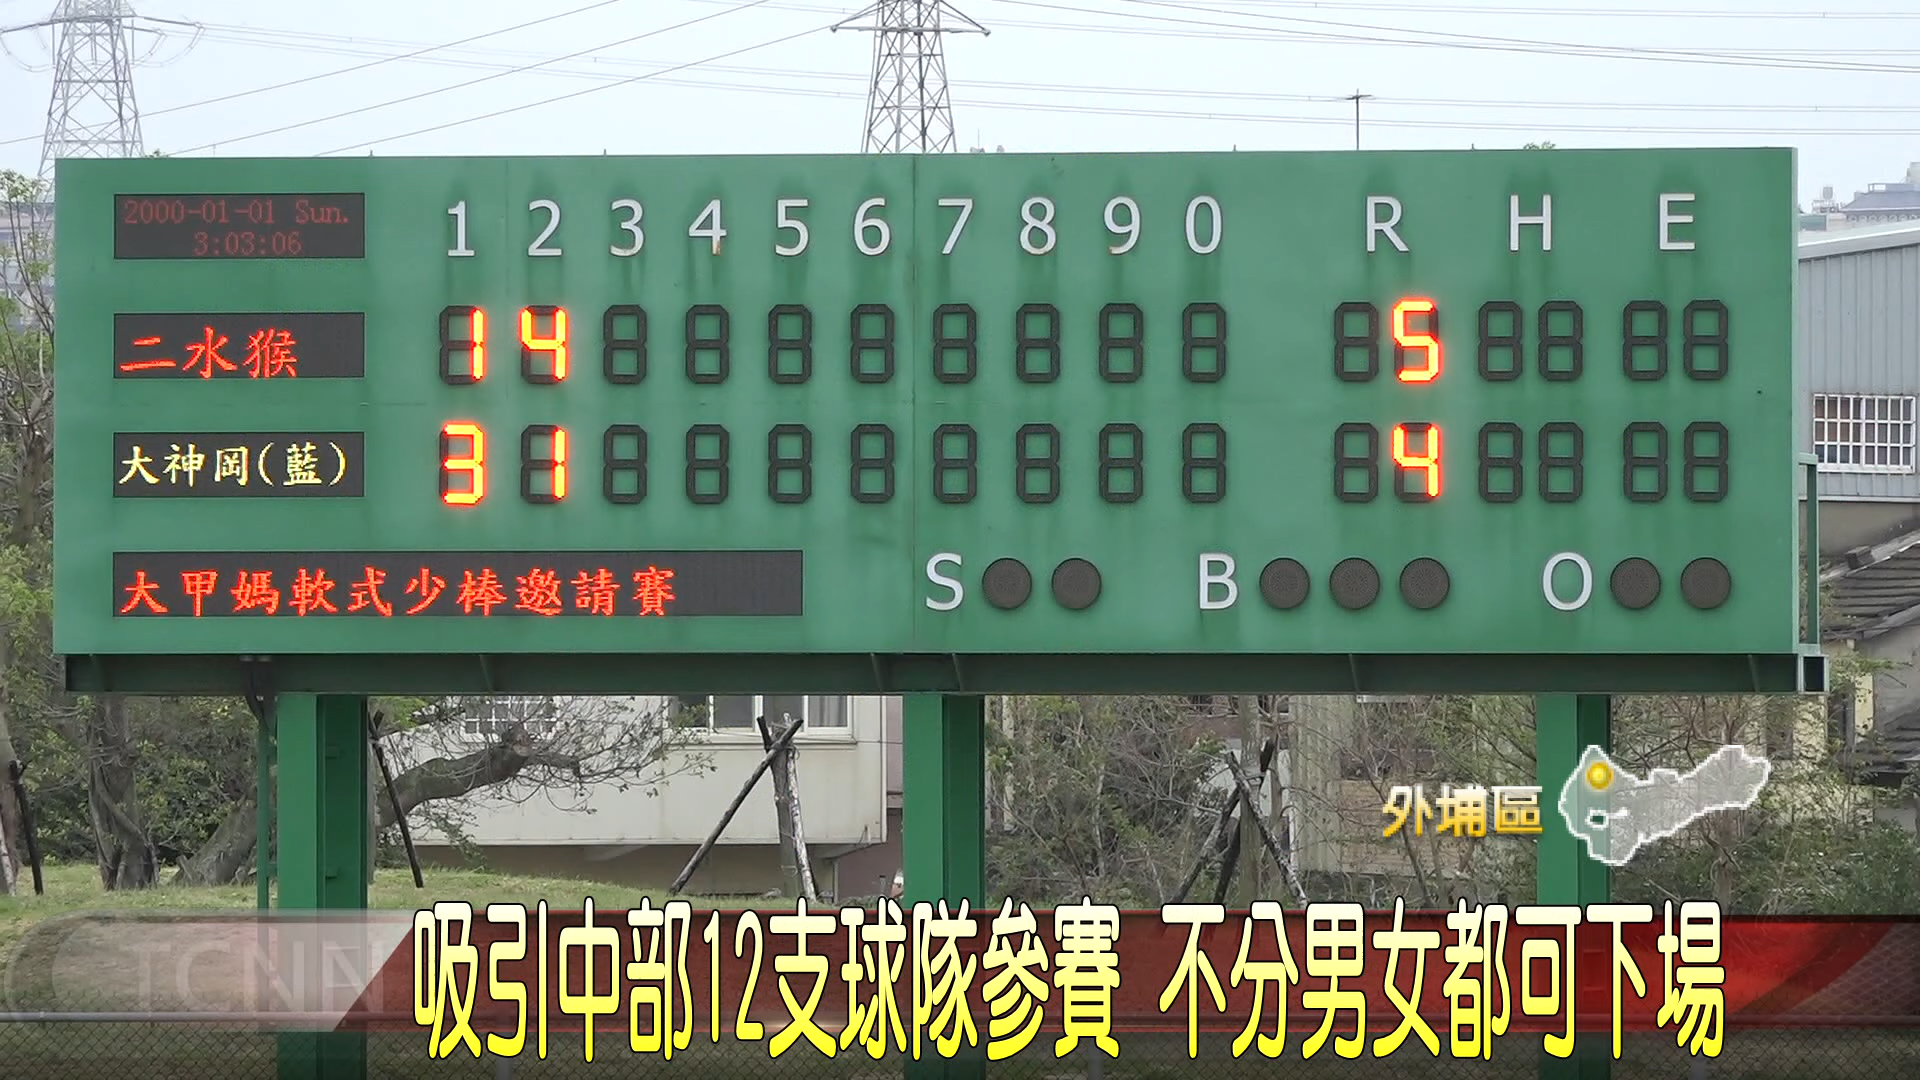 2000-01-01 Sun.
3:03:06
1 2 3 4 5 6 7 8 9 0 R H E
二水猴 1 4 5
大神岡(藍) 3 1 4
大甲媽軟式少棒邀請賽 S B O
外埔區
TCNN
吸引中部12支球隊參賽 不分男女都可下場